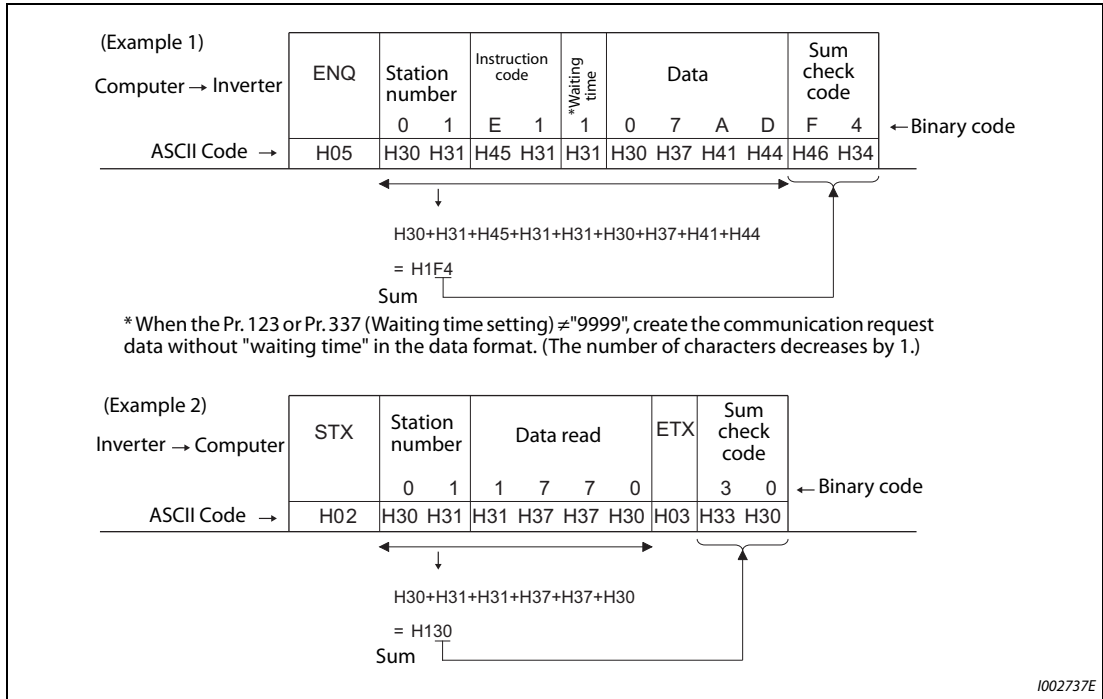 (Example 1)
Computer → Inverter
ENQ
Station
number
Instruction
code
*Waiting
time
Data
Sum
check
code
0 1 E 1 1 0 7 A D F 4 ←Binary code
ASCII Code → H05 H30 H31 H45 H31 H31 H30 H37 H41 H44 H46 H34
H30+H31+H45+H31+H31+H30+H37+H41+H44
= H1F4
Sum
* When the Pr. 123 or Pr. 337 (Waiting time setting) ≠"9999", create the communication request
data without "waiting time" in the data format. (The number of characters decreases by 1.)
(Example 2)
Inverter → Computer
STX
Station
number
Data read
ETX
Sum
check
code
0 1 1 7 7 0 3 0 ←Binary code
ASCII Code → H02 H30 H31 H31 H37 H37 H30 H03 H33 H30
H30+H31+H31+H37+H37+H30
= H130
Sum
I002737E